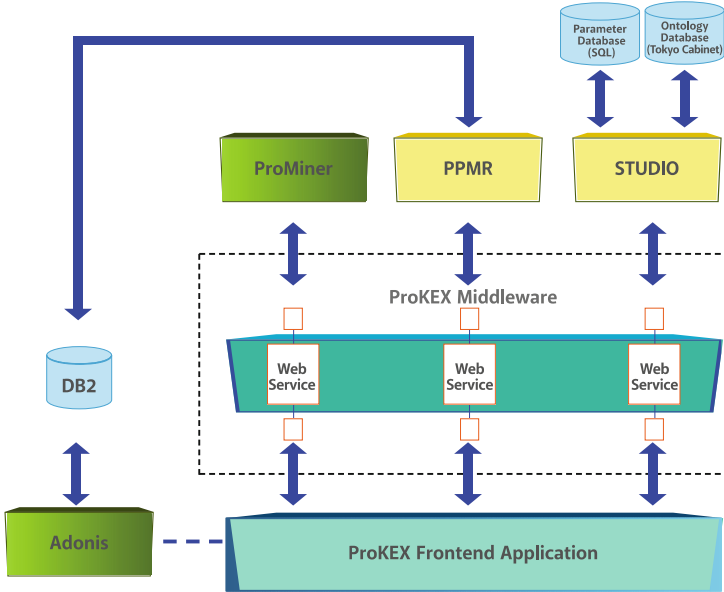 Parameter
Database
(SQL)
Ontology
Database
(Tokyo Cabinet)
ProMiner
PPMR
STUDIO
ProKEX Middleware
Web
Service
Web
Service
Web
Service
DB2
Adonis
ProKEX Frontend Application